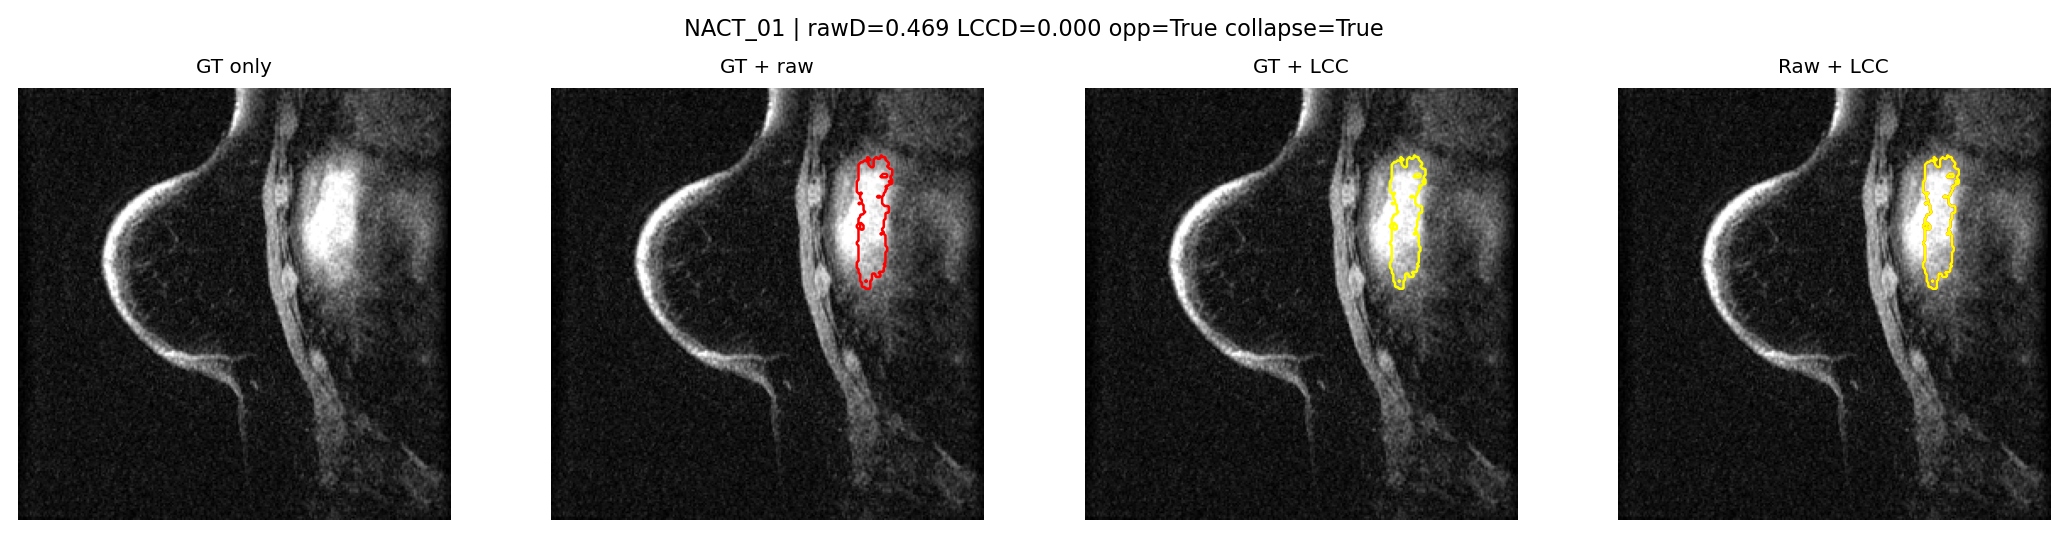 NACT_01 | rawD=0.469 LCCD=0.000 opp=True collapse=True
GT only
GT + raw
GT + LCC
Raw + LCC